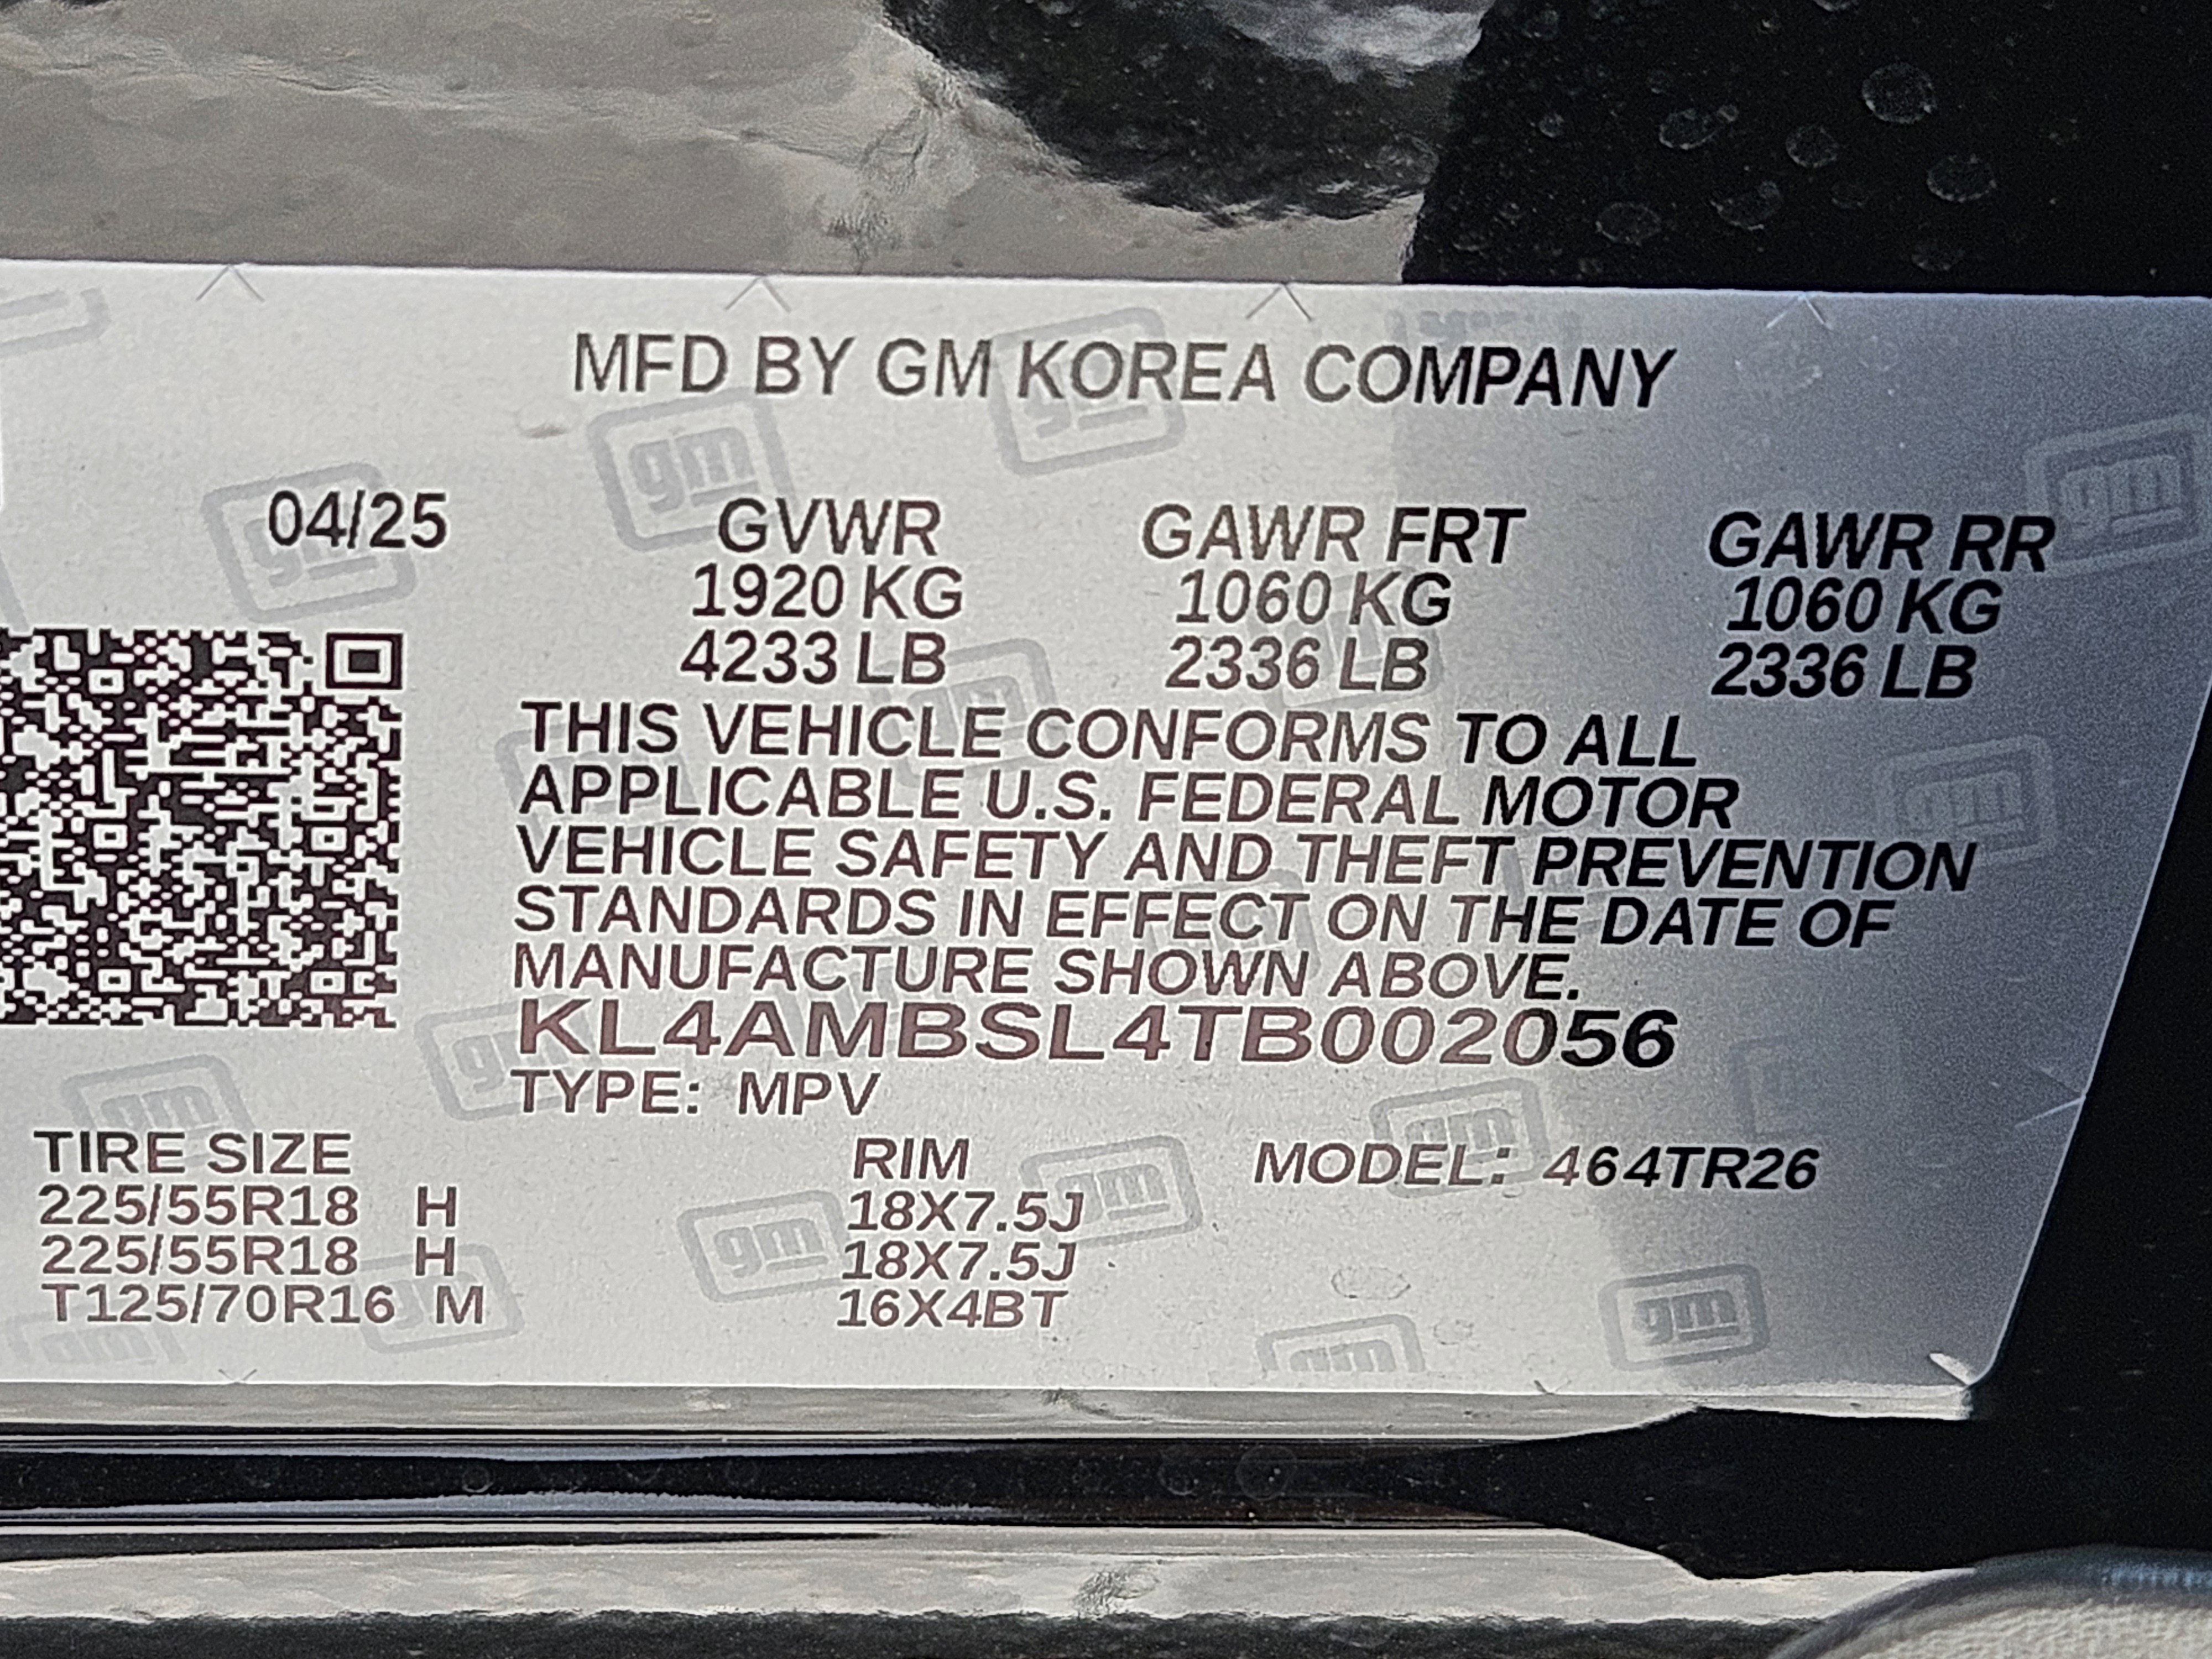 MFD BY GM KOREA COMPANY
04/25 GVWR GAWR FRT GAWR RR
1920 KG 1060 KG 1060 KG
4233 LB 2336 LB 2336 LB
THIS VEHICLE CONFORMS TO ALL
APPLICABLE U.S. FEDERAL MOTOR
VEHICLE SAFETY AND THEFT PREVENTION
STANDARDS IN EFFECT ON THE DATE OF
MANUFACTURE SHOWN ABOVE.
KL4AMBSL4TB002056
TYPE: MPV
TIRE SIZE RIM MODEL: 464TR26
225/55R18 H 18X7.5J
225/55R18 H 18X7.5J
T125/70R16 M 16X4BT